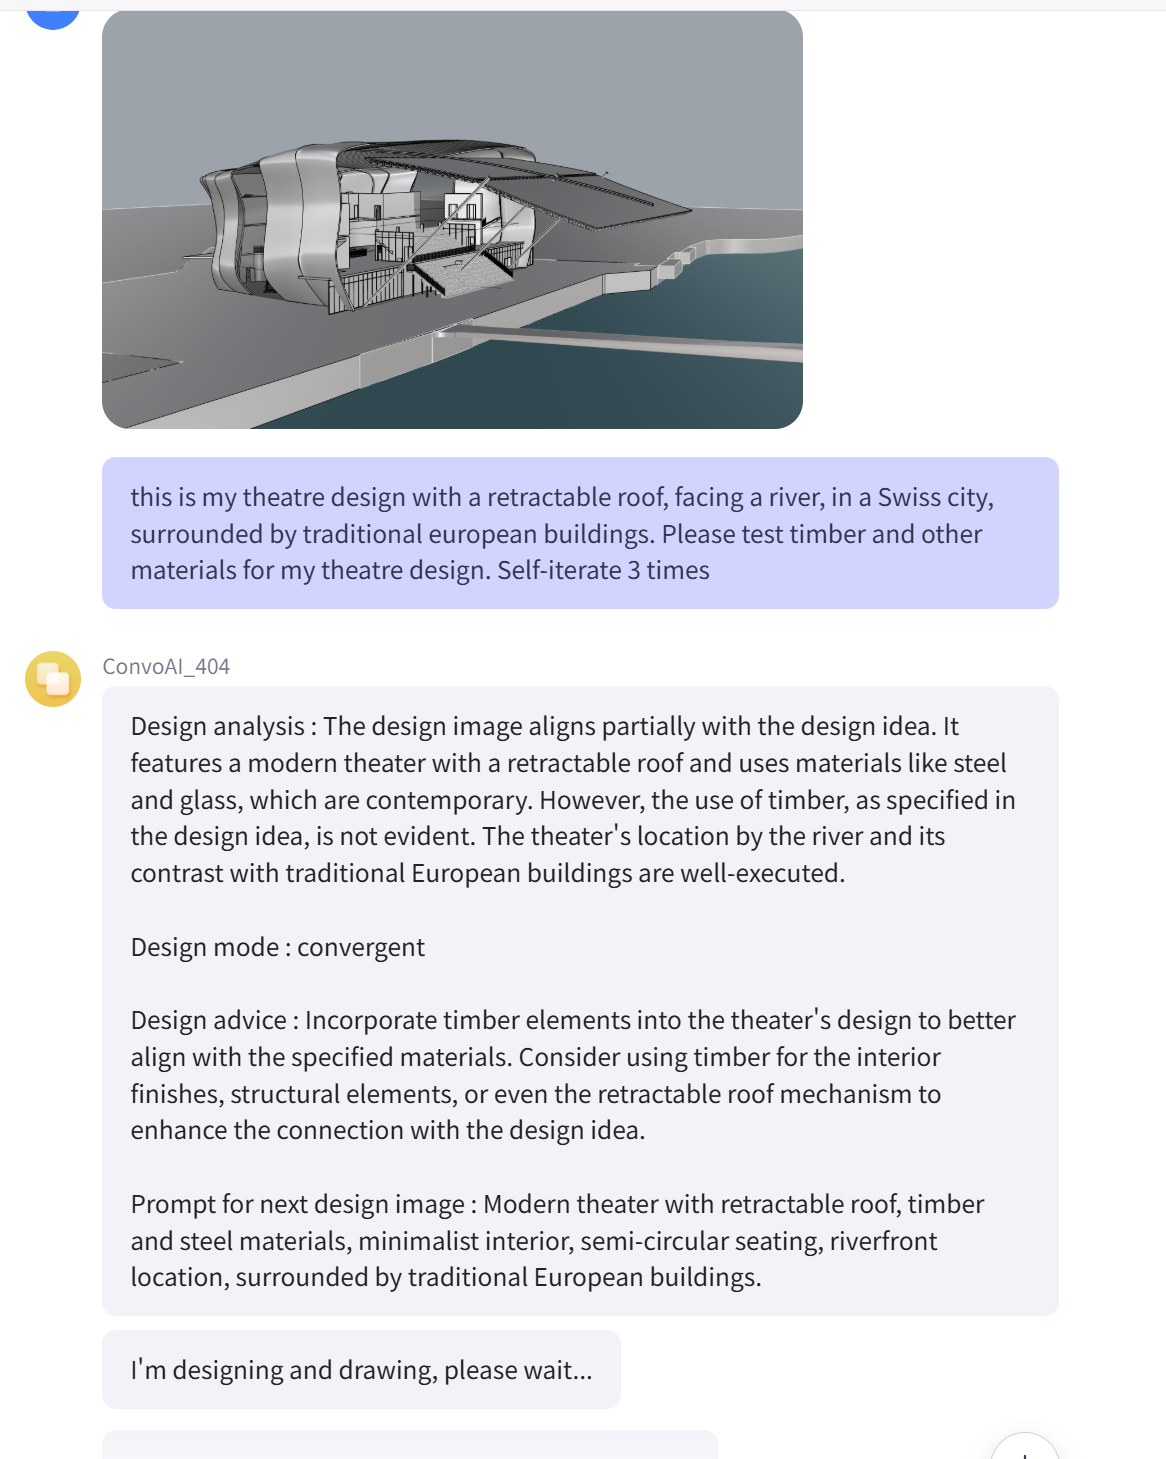 this is my theatre design with a retractable roof, facing a river, in a Swiss city,
surrounded by traditional european buildings. Please test timber and other
materials for my theatre design. Self-iterate 3 times
ConvoAI_404
Design analysis : The design image aligns partially with the design idea. It
features a modern theater with a retractable roof and uses materials like steel
and glass, which are contemporary. However, the use of timber, as specified in
the design idea, is not evident. The theater's location by the river and its
contrast with traditional European buildings are well-executed.
Design mode : convergent
Design advice : Incorporate timber elements into the theater's design to better
align with the specified materials. Consider using timber for the interior
finishes, structural elements, or even the retractable roof mechanism to
enhance the connection with the design idea.
Prompt for next design image : Modern theater with retractable roof, timber
and steel materials, minimalist interior, semi-circular seating, riverfront
location, surrounded by traditional European buildings.
I'm designing and drawing, please wait...